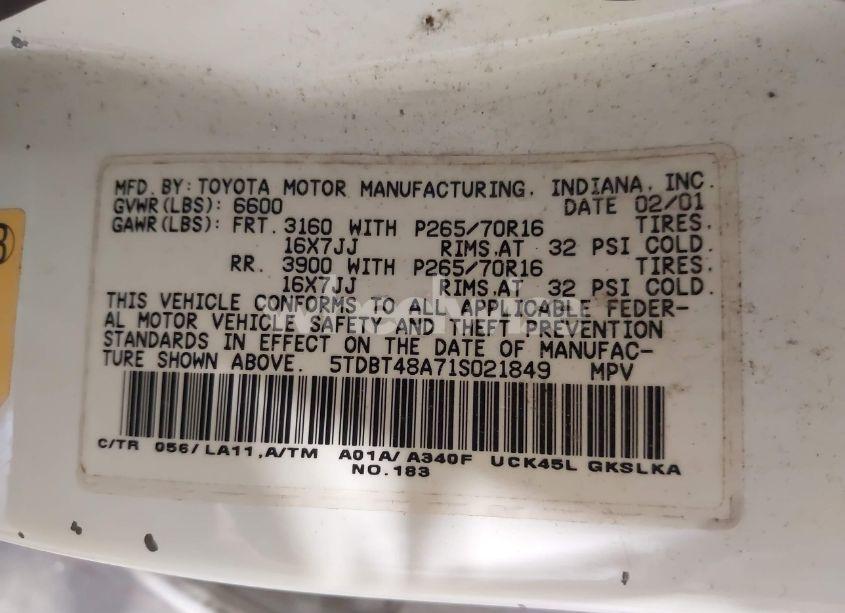 MFD. BY: TOYOTA MOTOR MANUFACTURING, INDIANA, INC.
GVWR(LBS): 6600 DATE 02/01
GAWR(LBS): FRT. 3160 WITH P265/70R16 TIRES.
16X7JJ RIMS.AT 32 PSI COLD.
RR. 3900 WITH P265/70R16 TIRES.
16X7JJ RIMS.AT 32 PSI COLD.
THIS VEHICLE CONFORMS TO ALL APPLICABLE FEDER-
AL MOTOR VEHICLE SAFETY AND THEFT PREVENTION
STANDARDS IN EFFECT ON THE DATE OF MANUFAC-
TURE SHOWN ABOVE. 5TDBT48A71S021849 MPV
C/TR 056/LA11,A/TM A01A/A340F UCK45L GKSLKA
NO.183